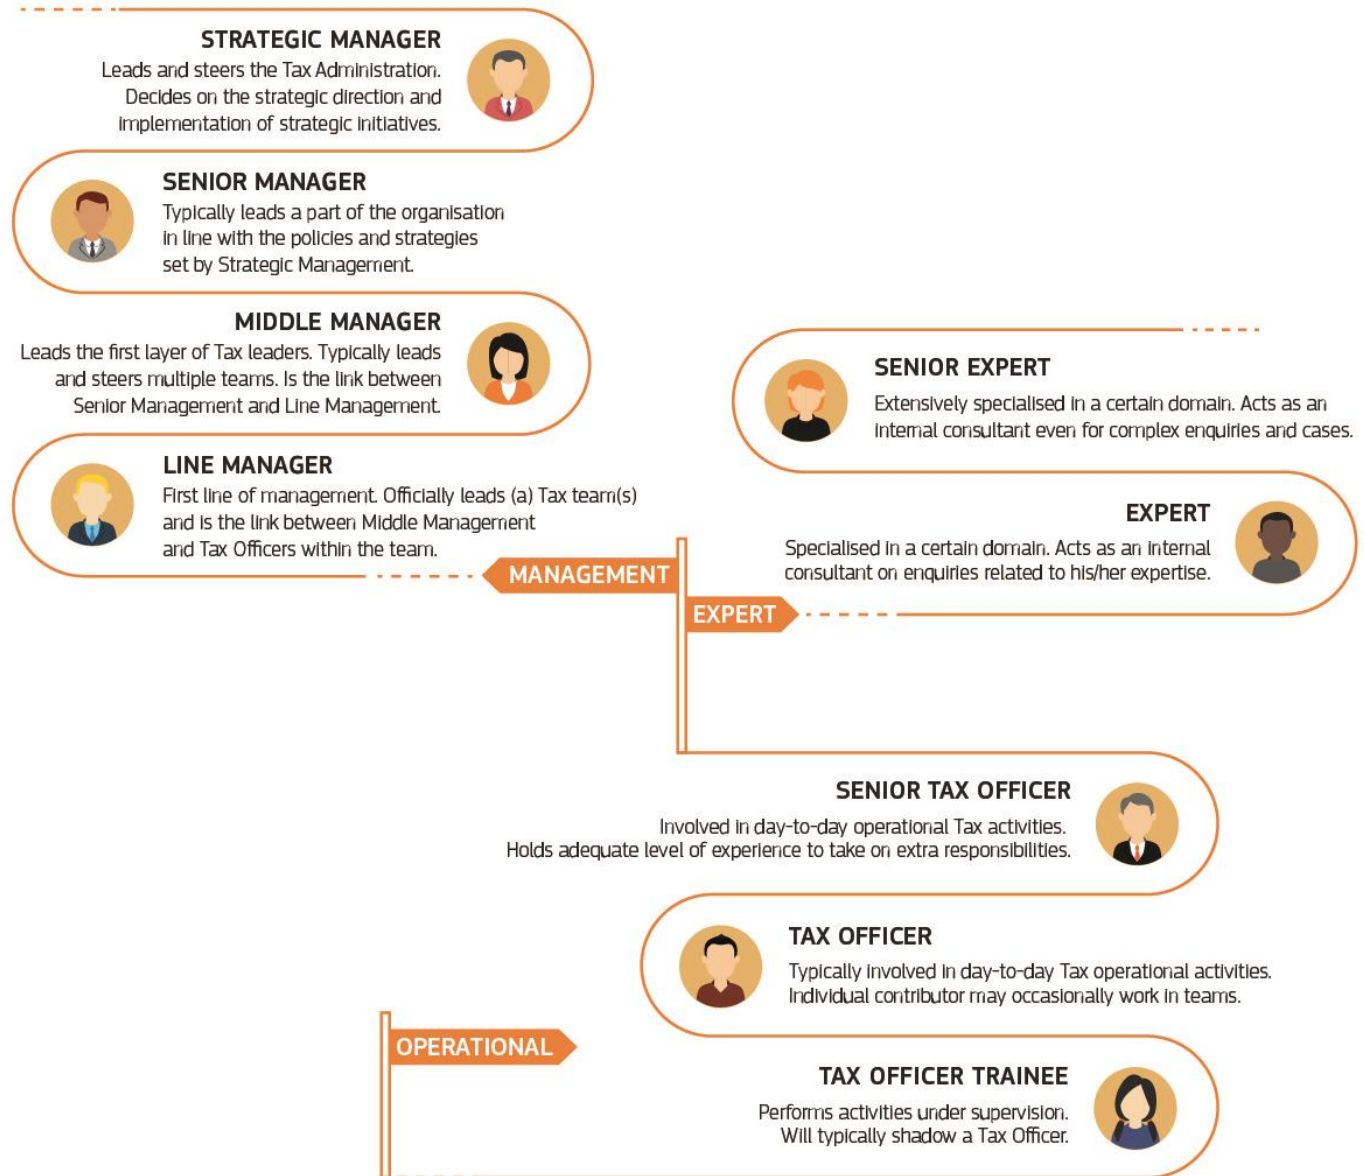 STRATEGIC MANAGER
Leads and steers the Tax Administration.
Decides on the strategic direction and
implementation of strategic initiatives.
SENIOR MANAGER
Typically leads a part of the organisation
in line with the policies and strategies
set by Strategic Management.
MIDDLE MANAGER
Leads the first layer of Tax leaders. Typically leads
and steers multiple teams. Is the link between
Senior Management and Line Management.
LINE MANAGER
First line of management. Officially leads (a) Tax team(s)
and is the link between Middle Management
and Tax Officers within the team.
MANAGEMENT
SENIOR EXPERT
Extensively specialised in a certain domain. Acts as an
internal consultant even for complex enquiries and cases.
EXPERT
Specialised in a certain domain. Acts as an internal
consultant on enquiries related to his/her expertise.
EXPERT
SENIOR TAX OFFICER
Involved in day-to-day operational Tax activities.
Holds adequate level of experience to take on extra responsibilities.
TAX OFFICER
Typically involved in day-to-day Tax operational activities.
Individual contributor may occasionally work in teams.
OPERATIONAL
TAX OFFICER TRAINEE
Performs activities under supervision.
Will typically shadow a Tax Officer.